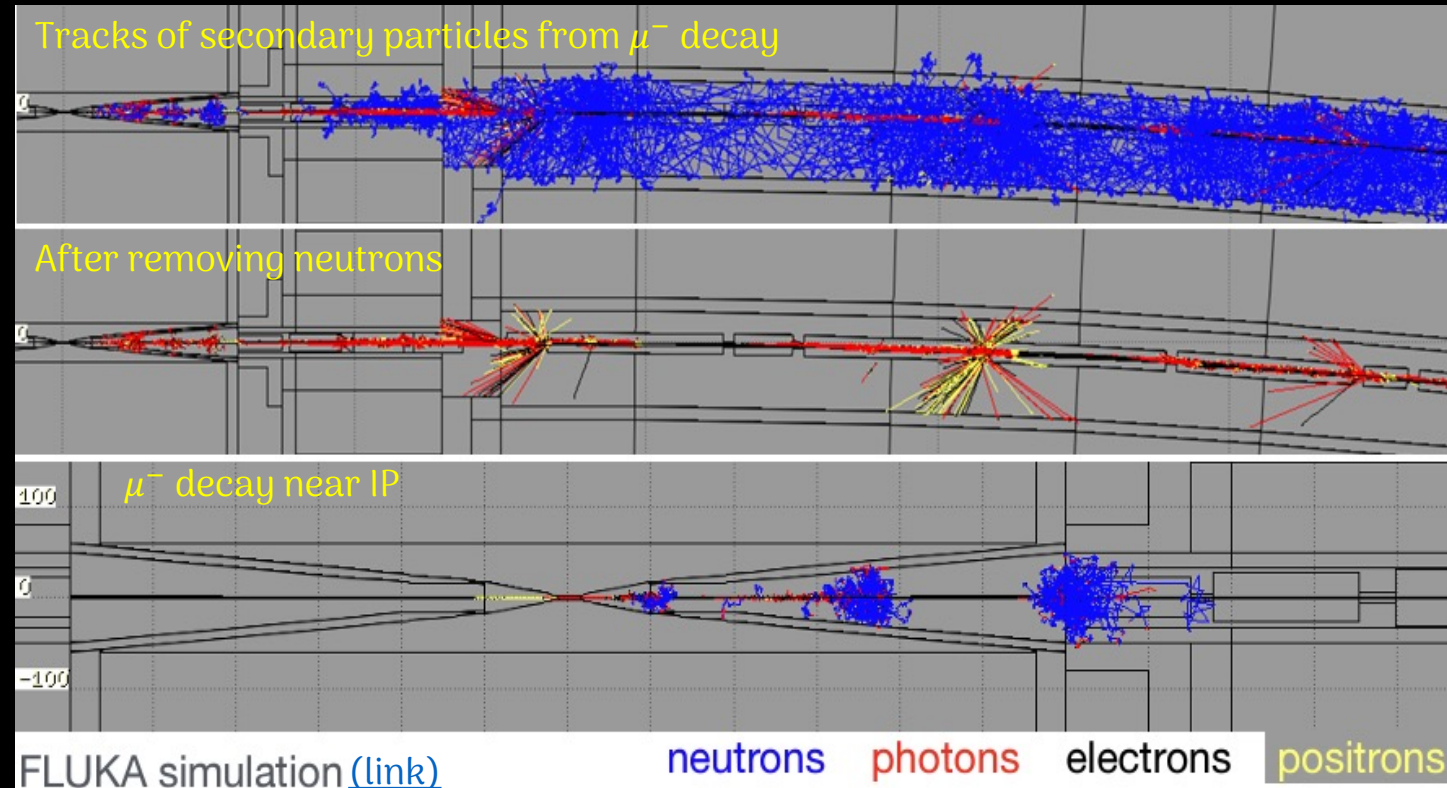 Tracks of secondary particles from μ⁻ decay
0
After removing neutrons
0
μ⁻ decay near IP
100
0
-100
FLUKA simulation (link)
neutrons photons electrons positrons